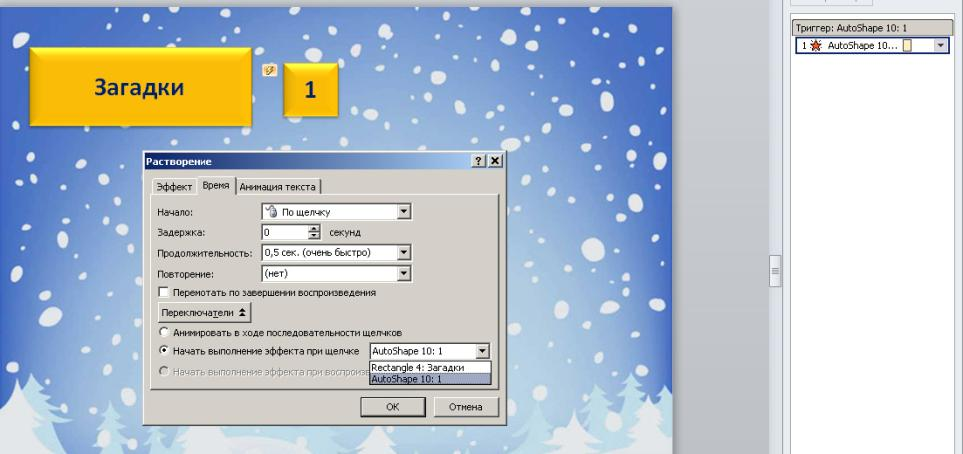 Триггер: AutoShape 10: 1
1 AutoShape 10...
Загадки
1
Растворение
Эффект Время Анимация текста
Начало: По щелчку
Задержка: 0 секунд
Продолжительность: 0,5 сек. (очень быстро)
Повторение: (нет)
Перемотать по завершении воспроизведения
Переключатели
Анимировать в ходе последовательности щелчков
Начать выполнение эффекта при щелчке AutoShape 10: 1
Rectangle 4: Загадки
Начать выполнение эффекта при AutoShape 10: 1
OK Отмена